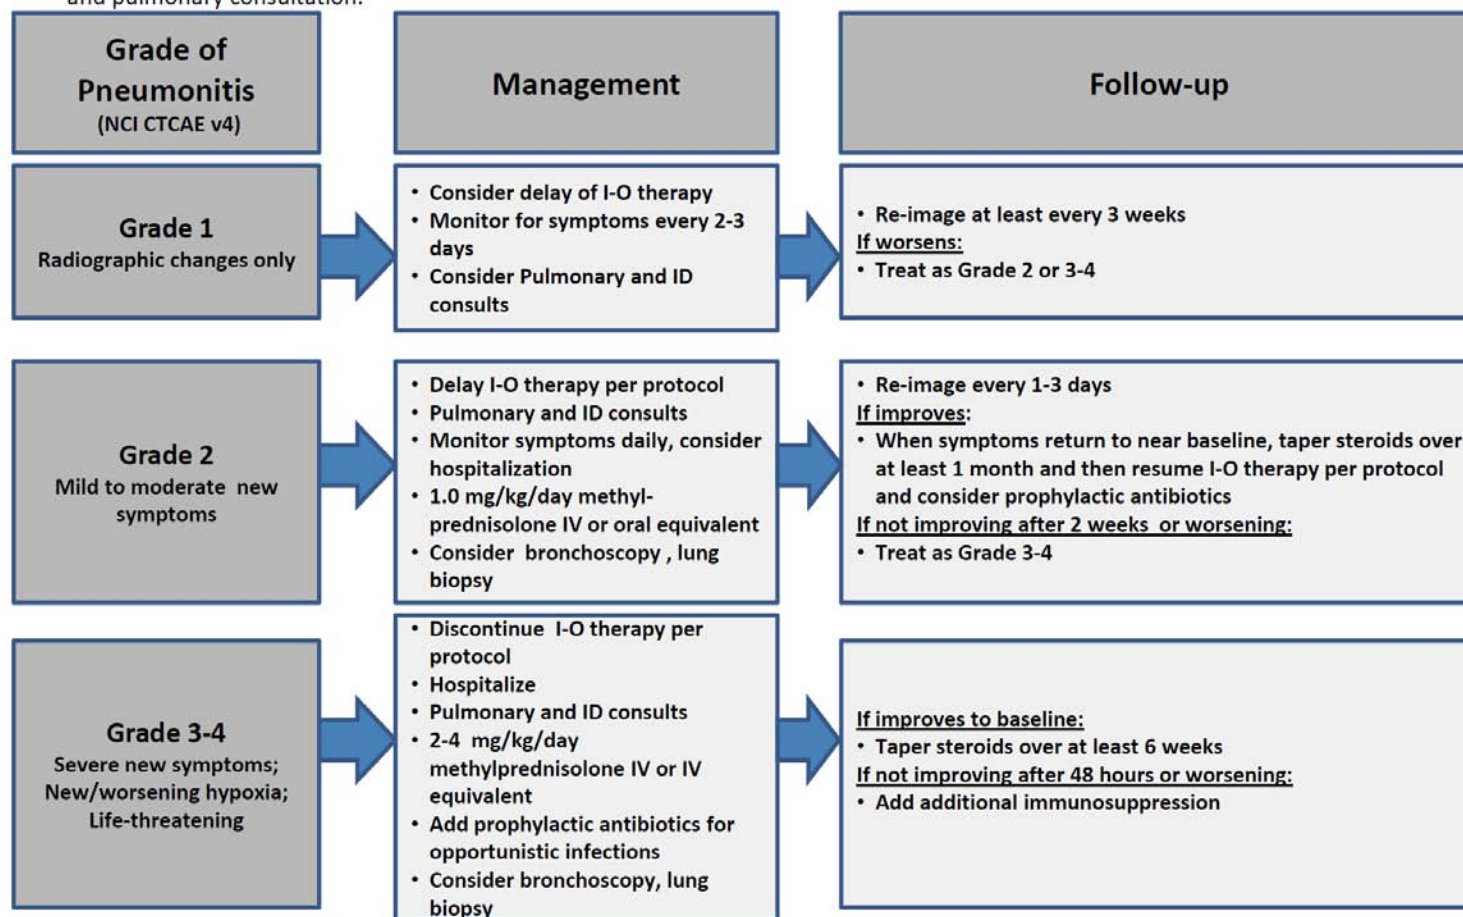 and pulmonary consultation.
Grade of
Pneumonitis
(NCI CTCAE v4)
Management
Follow-up
Grade 1
Radiographic changes only
• Consider delay of I-O therapy
• Monitor for symptoms every 2-3
days
• Consider Pulmonary and ID
consults
• Re-image at least every 3 weeks
If worsens:
• Treat as Grade 2 or 3-4
Grade 2
Mild to moderate new
symptoms
• Delay I-O therapy per protocol
• Pulmonary and ID consults
• Monitor symptoms daily, consider
hospitalization
• 1.0 mg/kg/day methyl-
prednisolone IV or oral equivalent
• Consider bronchoscopy , lung
biopsy
• Re-image every 1-3 days
If improves:
• When symptoms return to near baseline, taper steroids over
at least 1 month and then resume I-O therapy per protocol
and consider prophylactic antibiotics
If not improving after 2 weeks or worsening:
• Treat as Grade 3-4
Grade 3-4
Severe new symptoms;
New/worsening hypoxia;
Life-threatening
• Discontinue I-O therapy per
protocol
• Hospitalize
• Pulmonary and ID consults
• 2-4 mg/kg/day
methylprednisolone IV or IV
equivalent
• Add prophylactic antibiotics for
opportunistic infections
• Consider bronchoscopy, lung
biopsy
If improves to baseline:
• Taper steroids over at least 6 weeks
If not improving after 48 hours or worsening:
• Add additional immunosuppression